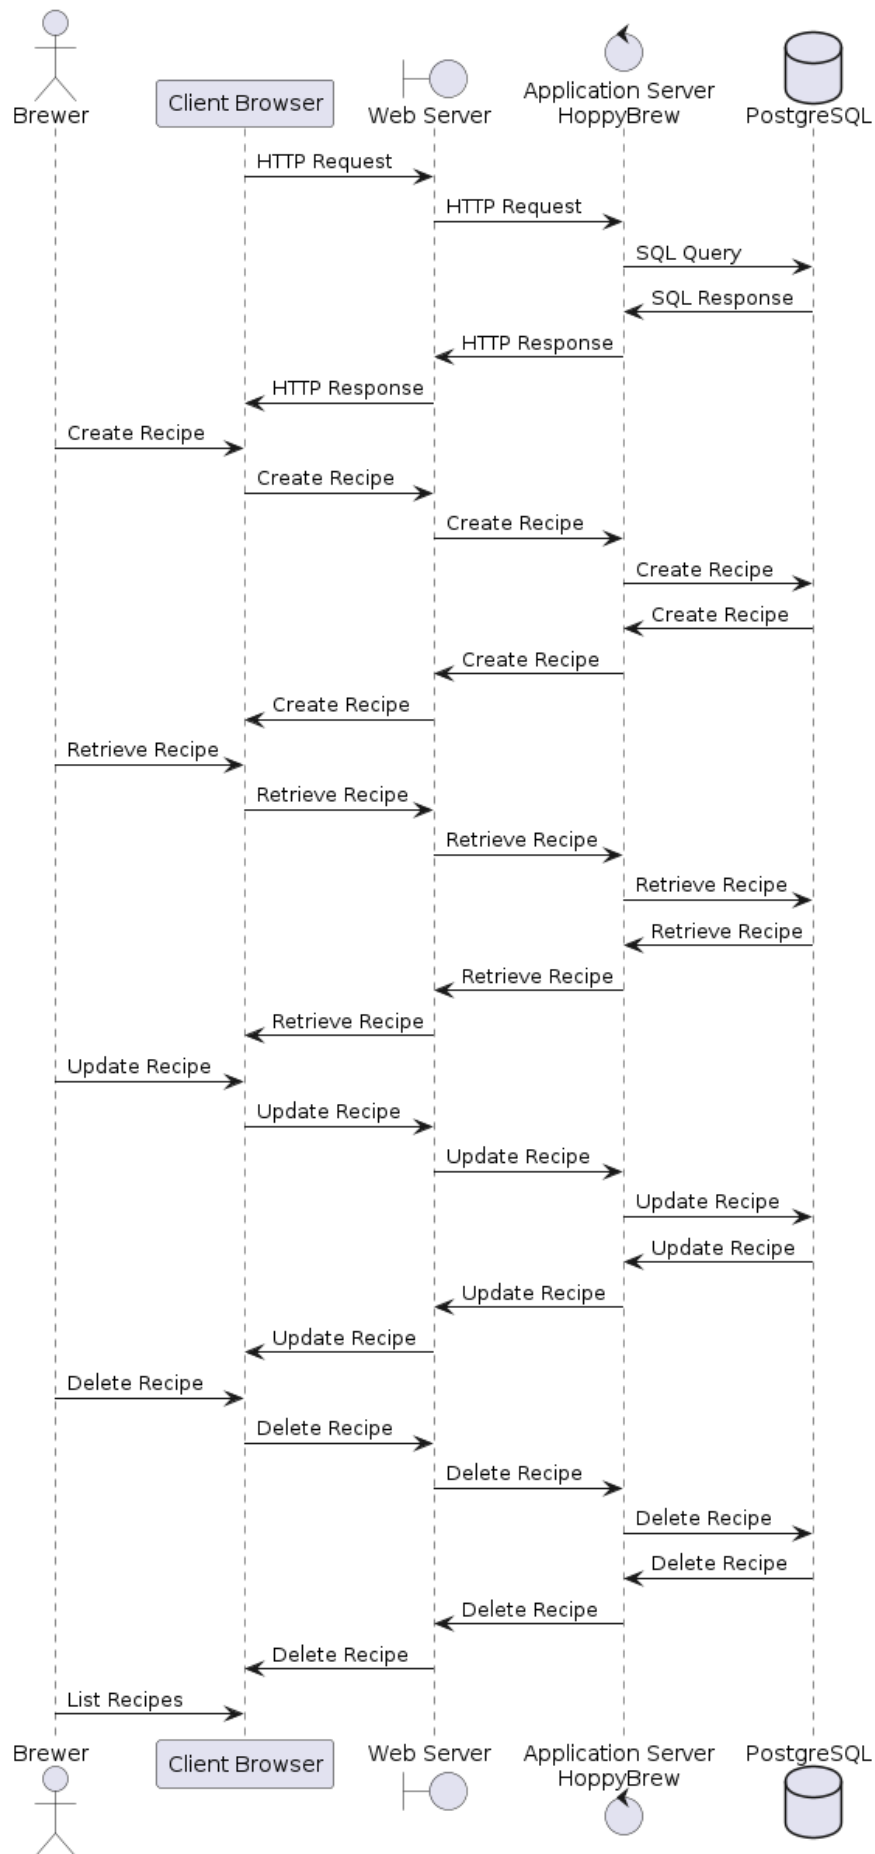 Brewer
Client Browser
Web Server
Application Server
HoppyBrew
PostgreSQL
HTTP Request
HTTP Request
SQL Query
SQL Response
HTTP Response
HTTP Response
Create Recipe
Create Recipe
Create Recipe
Create Recipe
Create Recipe
Create Recipe
Create Recipe
Retrieve Recipe
Retrieve Recipe
Retrieve Recipe
Retrieve Recipe
Retrieve Recipe
Retrieve Recipe
Retrieve Recipe
Update Recipe
Update Recipe
Update Recipe
Update Recipe
Update Recipe
Update Recipe
Update Recipe
Delete Recipe
Delete Recipe
Delete Recipe
Delete Recipe
Delete Recipe
Delete Recipe
Delete Recipe
List Recipes
Brewer
Client Browser
Web Server
Application Server
HoppyBrew
PostgreSQL